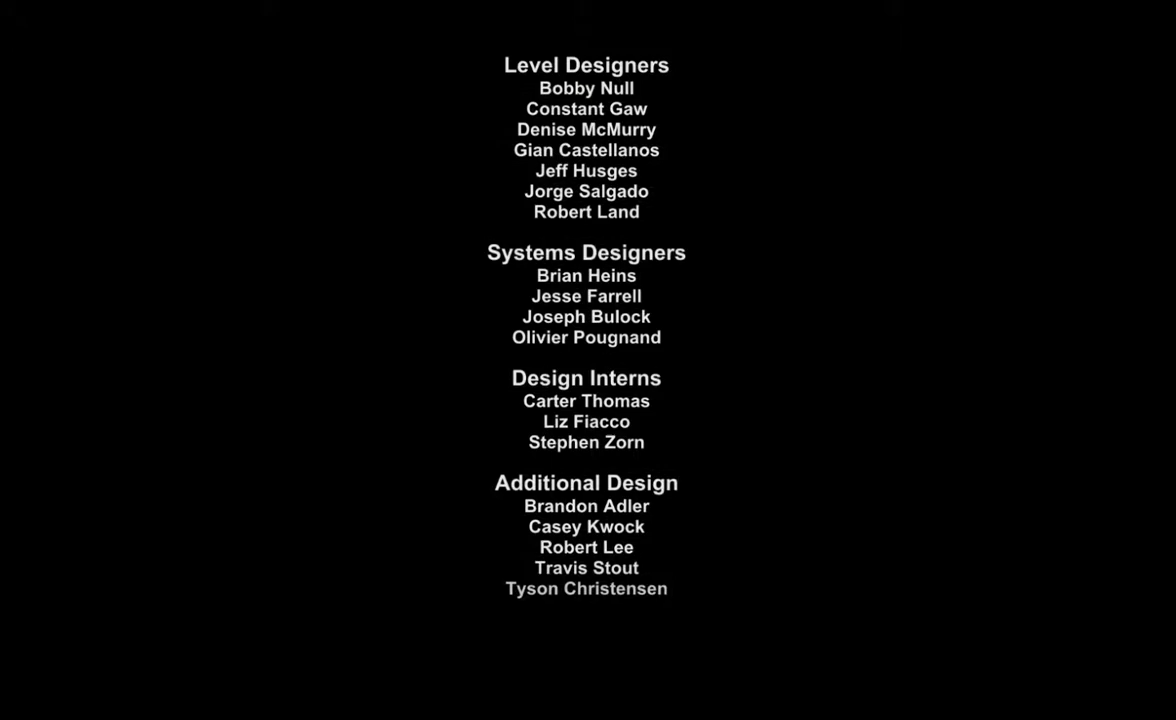 Level Designers
Bobby Null
Constant Gaw
Denise McMurry
Gian Castellanos
Jeff Husges
Jorge Salgado
Robert Land
Systems Designers
Brian Heins
Jesse Farrell
Joseph Bulock
Olivier Pougnand
Design Interns
Carter Thomas
Liz Fiacco
Stephen Zorn
Additional Design
Brandon Adler
Casey Kwock
Robert Lee
Travis Stout
Tyson Christensen